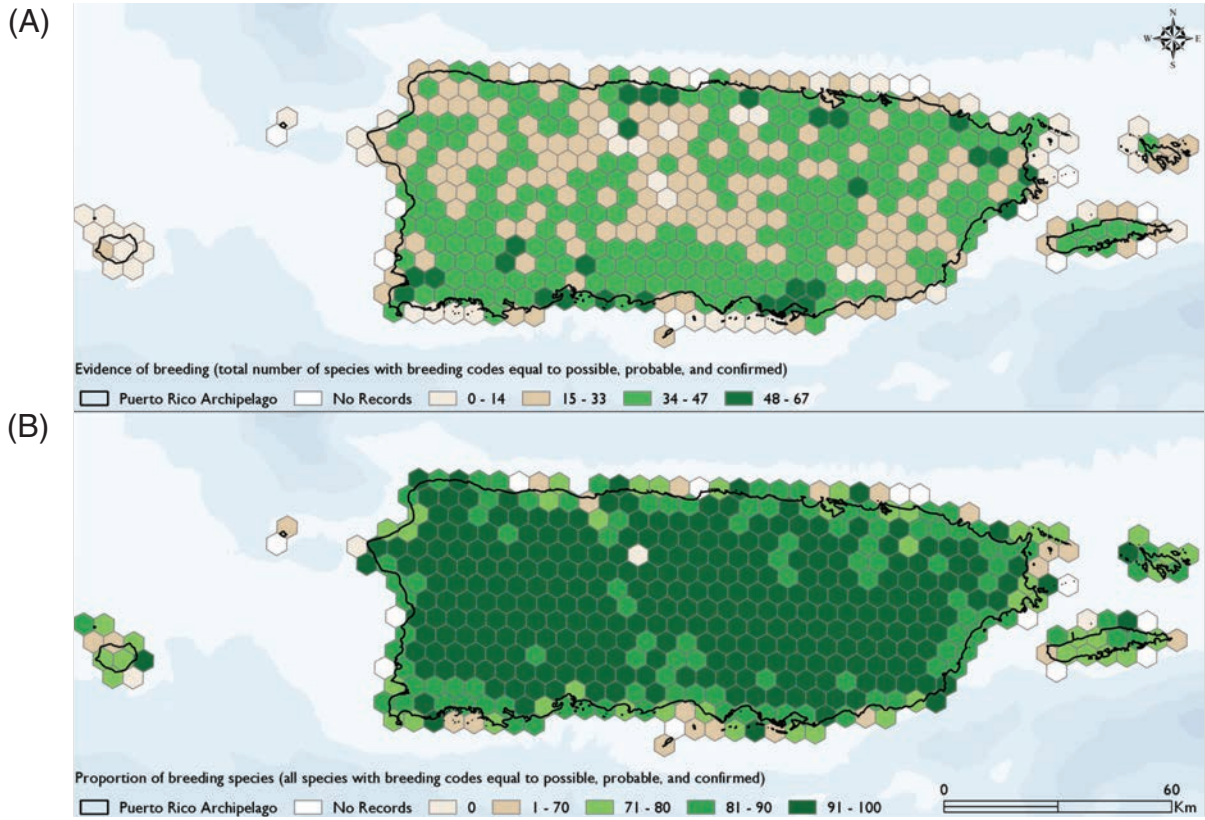 (A)
N
W E
S
Evidence of breeding (total number of species with breeding codes equal to possible, probable, and confirmed)
Puerto Rico Archipelago No Records 0 - 14 15 - 33 34 - 47 48 - 67
(B)
Proportion of breeding species (all species with breeding codes equal to possible, probable, and confirmed)
0 60
Puerto Rico Archipelago No Records 0 1 - 70 71 - 80 81 - 90 91 - 100 Km